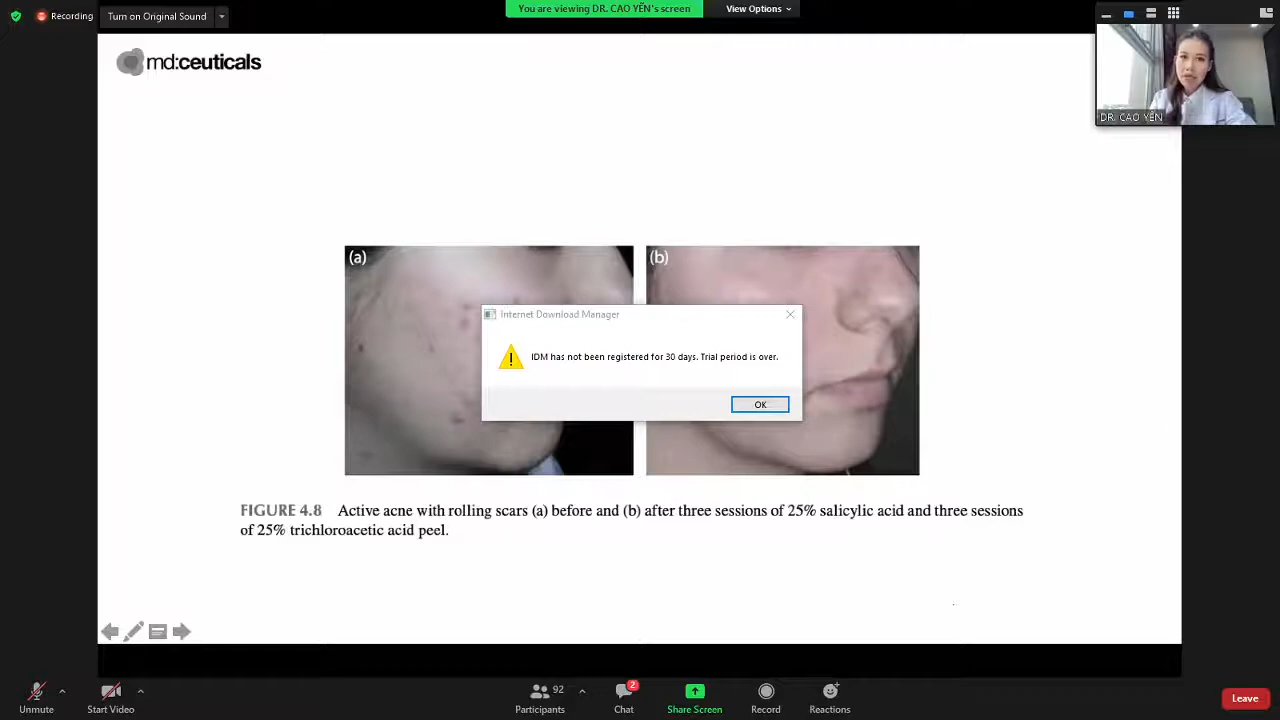 Recording
Turn on Original Sound
You are viewing DR. CAO YẾN's screen
View Options
md:ceuticals
DR. CAO YẾN
(a)
(b)
Internet Download Manager
IDM has not been registered for 30 days. Trial period is over.
OK
FIGURE 4.8 Active acne with rolling scars (a) before and (b) after three sessions of 25% salicylic acid and three sessions
of 25% trichloroacetic acid peel.
Unmute
Start Video
92
Participants
2
Chat
Share Screen
Record
Reactions
Leave